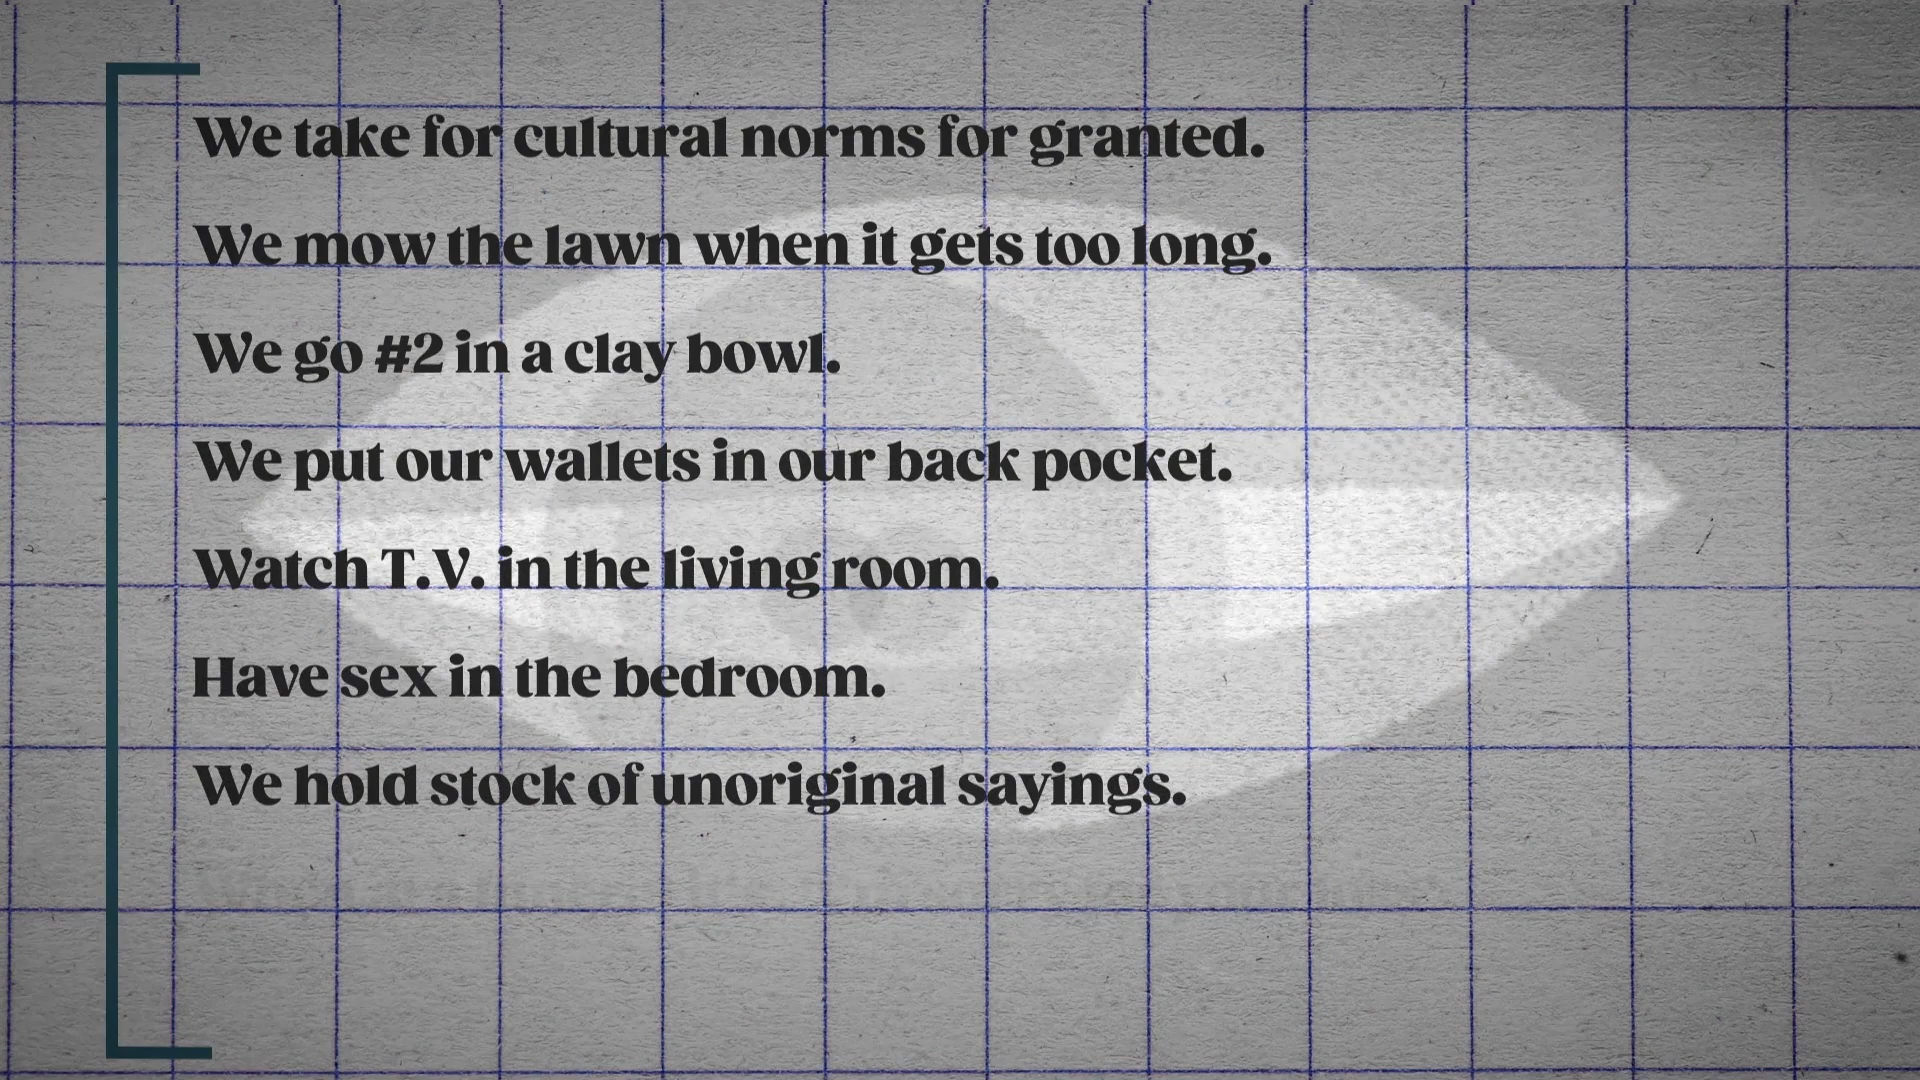 We take for cultural norms for granted.
We mow the lawn when it gets too long.
We go #2 in a clay bowl.
We put our wallets in our back pocket.
Watch T.V. in the living room.
Have sex in the bedroom.
We hold stock of unoriginal sayings.